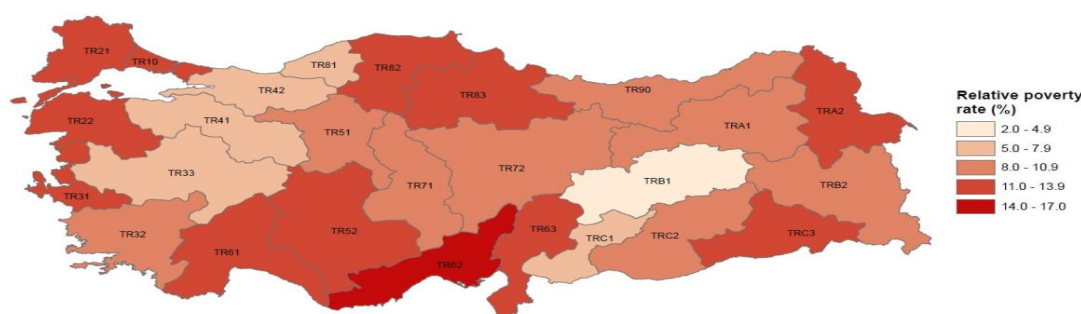 TR21
TR10
TR81
TR82
TR42
TR83
TR90
TRA2
TR22
TR41
TR51
TRA1
TR33
TR72
TR71
TRB1
TRB2
TR31
TR32
TR61
TR52
TR63
TRC1
TRC2
TRC3
TR62
Relative poverty
rate (%)
2.0 - 4.9
5.0 - 7.9
8.0 - 10.9
11.0 - 13.9
14.0 - 17.0